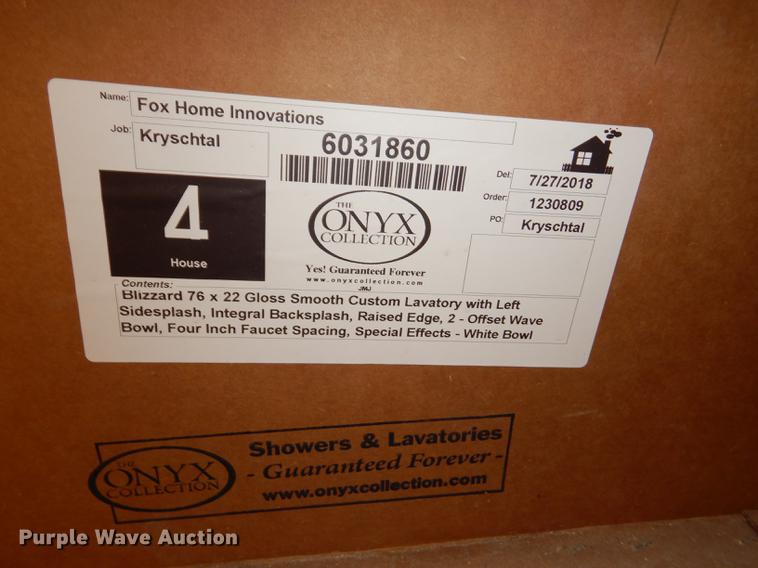 Name: Fox Home Innovations
Job: Kryschtal
6031860
Del: 7/27/2018
Order: 1230809
PO: Kryschtal
4
House
THE
ONYX
COLLECTION
Yes! Guaranteed Forever
www.onyxcollection.com
JMJ
Contents:
Blizzard 76 x 22 Gloss Smooth Custom Lavatory with Left
Sidesplash, Integral Backsplash, Raised Edge, 2 - Offset Wave
Bowl, Four Inch Faucet Spacing, Special Effects - White Bowl
THE
ONYX
COLLECTION
Showers & Lavatories
- Guaranteed Forever -
www.onyxcollection.com
Purple Wave Auction